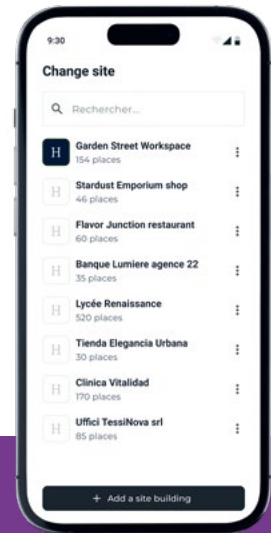 9:30
Change site
Rechercher...
H
Garden Street Workspace
154 places
H
Stardust Emporium shop
46 places
H
Flavor Junction restaurant
60 places
H
Banque Lumiere agence 22
35 places
H
Lycée Renaissance
520 places
H
Tienda Elegancia Urbana
30 places
H
Clinica Vitalidad
170 places
H
Uffici TessiNova srl
85 places
+ Add a site building